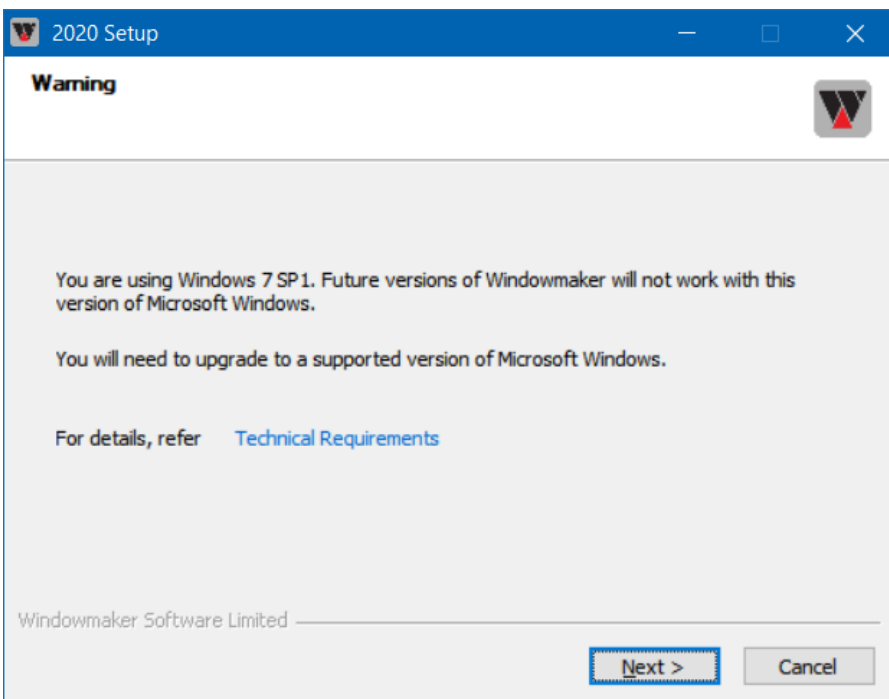 2020 Setup
Warning
You are using Windows 7 SP1. Future versions of Windowmaker will not work with this
version of Microsoft Windows.
You will need to upgrade to a supported version of Microsoft Windows.
For details, refer Technical Requirements
Windowmaker Software Limited
Next > Cancel